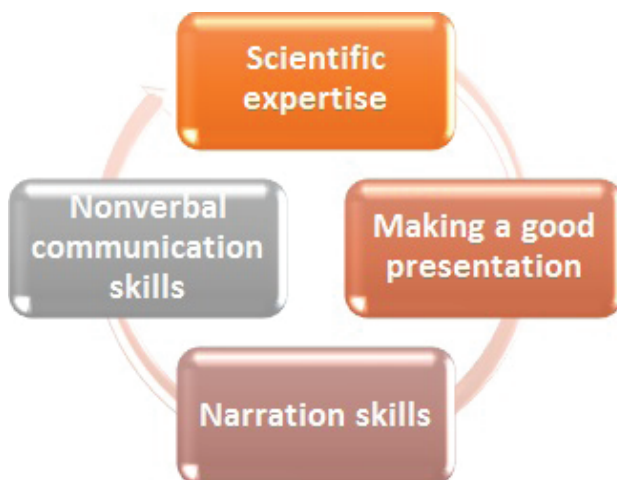 Scientific
expertise
Making a good
presentation
Narration skills
Nonverbal
communication
skills